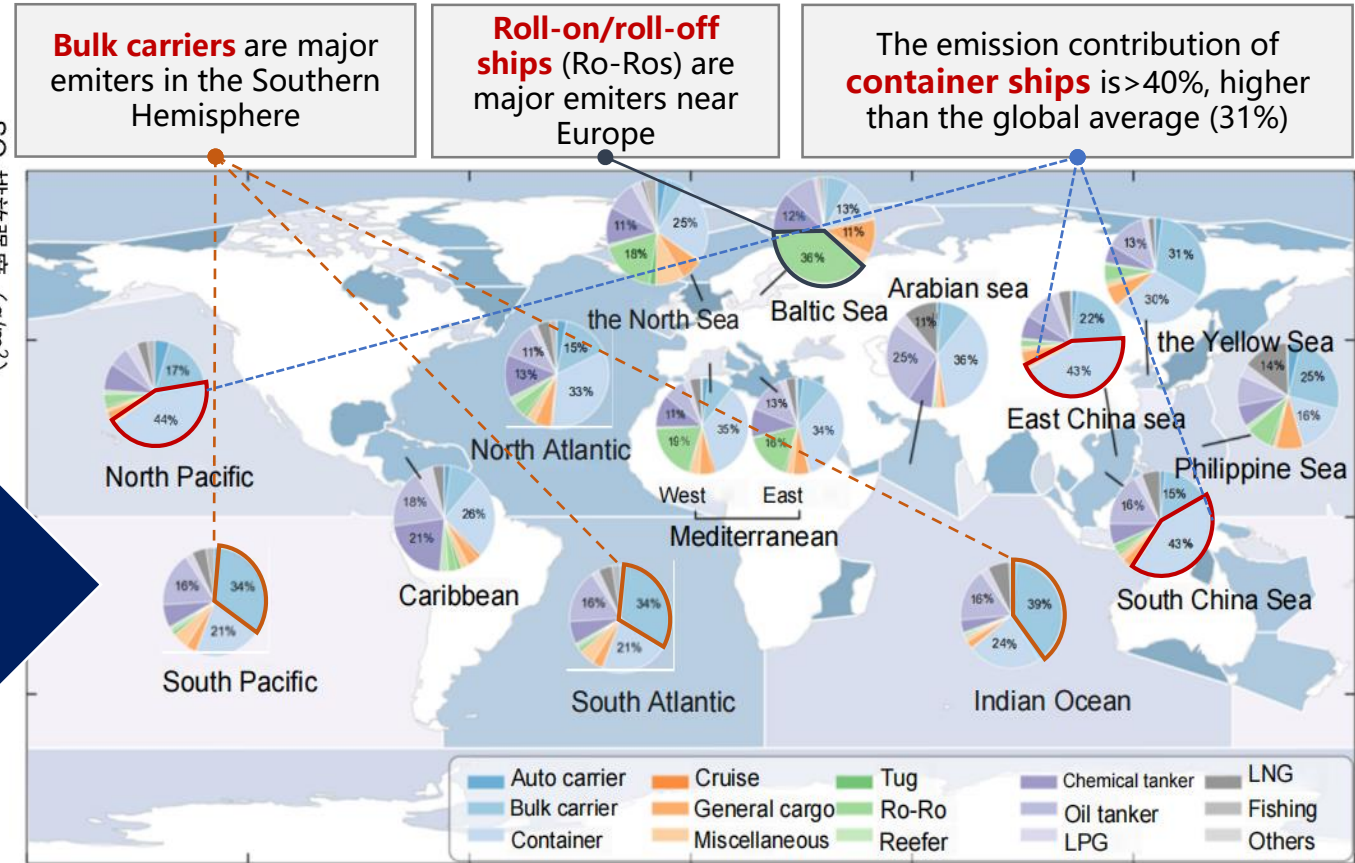 Bulk carriers are major
emiters in the Southern
Hemisphere
Roll-on/roll-off
ships (Ro-Ros) are
major emiters near
Europe
The emission contribution of
container ships is>40%, higher
than the global average (31%)
25%
11%
18%
the North Sea
13%
12%
11%
36%
Baltic Sea
Arabian sea
11%
25%
36%
22%
43%
East China sea
13%
31%
30%
the Yellow Sea
14%
25%
16%
Philippine Sea
17%
44%
North Pacific
15%
11%
13%
33%
North Atlantic
11%
35%
19%
West
13%
34%
16%
East
Mediterranean
18%
26%
21%
Caribbean
15%
16%
43%
South China Sea
16%
34%
21%
South Pacific
16%
34%
21%
South Atlantic
16%
39%
24%
Indian Ocean
Auto carrier
Bulk carrier
Container
Cruise
General cargo
Miscellaneous
Tug
Ro-Ro
Reefer
Chemical tanker
Oil tanker
LPG
LNG
Fishing
Others